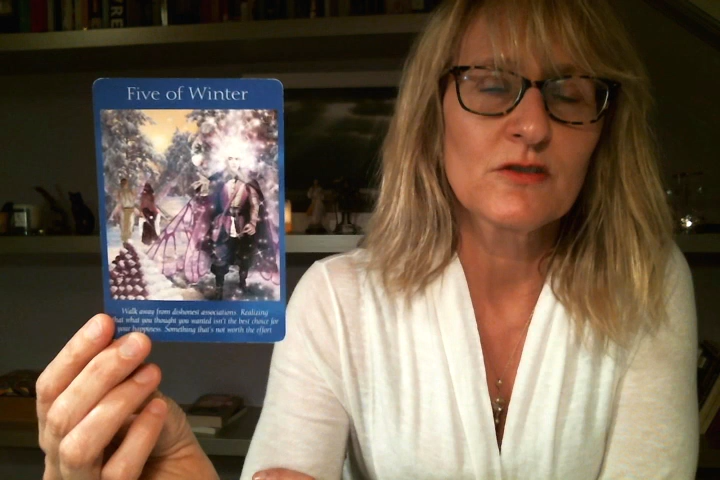 Five of Winter
Walk away from dishonest associations. Realizing
that what you thought you wanted isn't the best choice for
your happiness. Something that's not worth the effort.